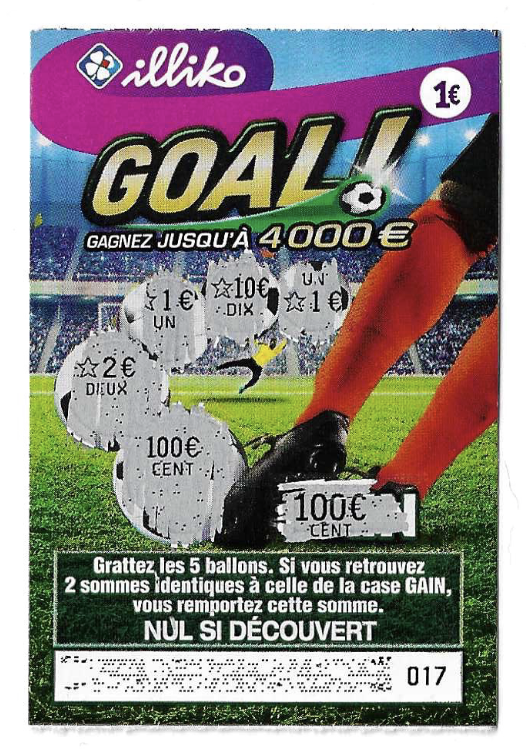 illiko
1€
GOAL!
GAGNEZ JUSQU'À 4 000 €
☆1€
UN
☆10€
DIX
UN
☆1€
☆2€
DEUX
100€
CENT
100€
CENT
Grattez les 5 ballons. Si vous retrouvez
2 sommes identiques à celle de la case GAIN,
vous remportez cette somme.
NUL SI DÉCOUVERT
017